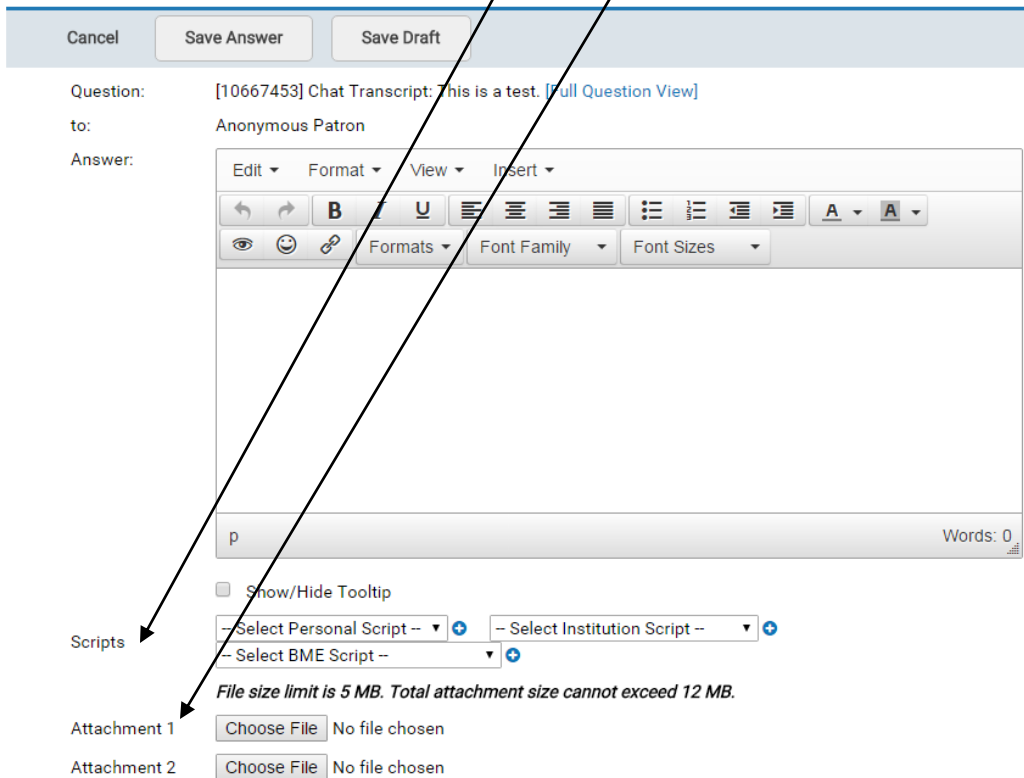 Cancel Save Answer Save Draft
Question: [10667453] Chat Transcript: This is a test. [Full Question View]
to: Anonymous Patron
Answer:
Edit Format View Insert
B I U A A
Formats Font Family Font Sizes
p Words: 0
Show/Hide Tooltip
Scripts
-- Select Personal Script -- -- Select Institution Script --
-- Select BME Script --
File size limit is 5 MB. Total attachment size cannot exceed 12 MB.
Attachment 1 Choose File No file chosen
Attachment 2 Choose File No file chosen